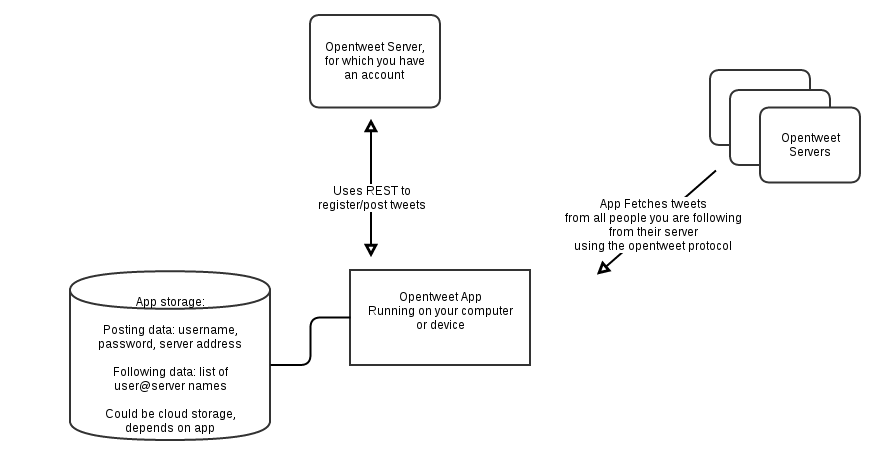 Opentweet Server,
for which you have
an account
Opentweet
Servers
Uses REST to
register/post tweets
App Fetches tweets
from all people you are following
from their server
using the opentweet protocol
Opentweet App
Running on your computer
or device
App storage:
Posting data: username,
password, server address
Following data: list of
user@server names
Could be cloud storage,
depends on app